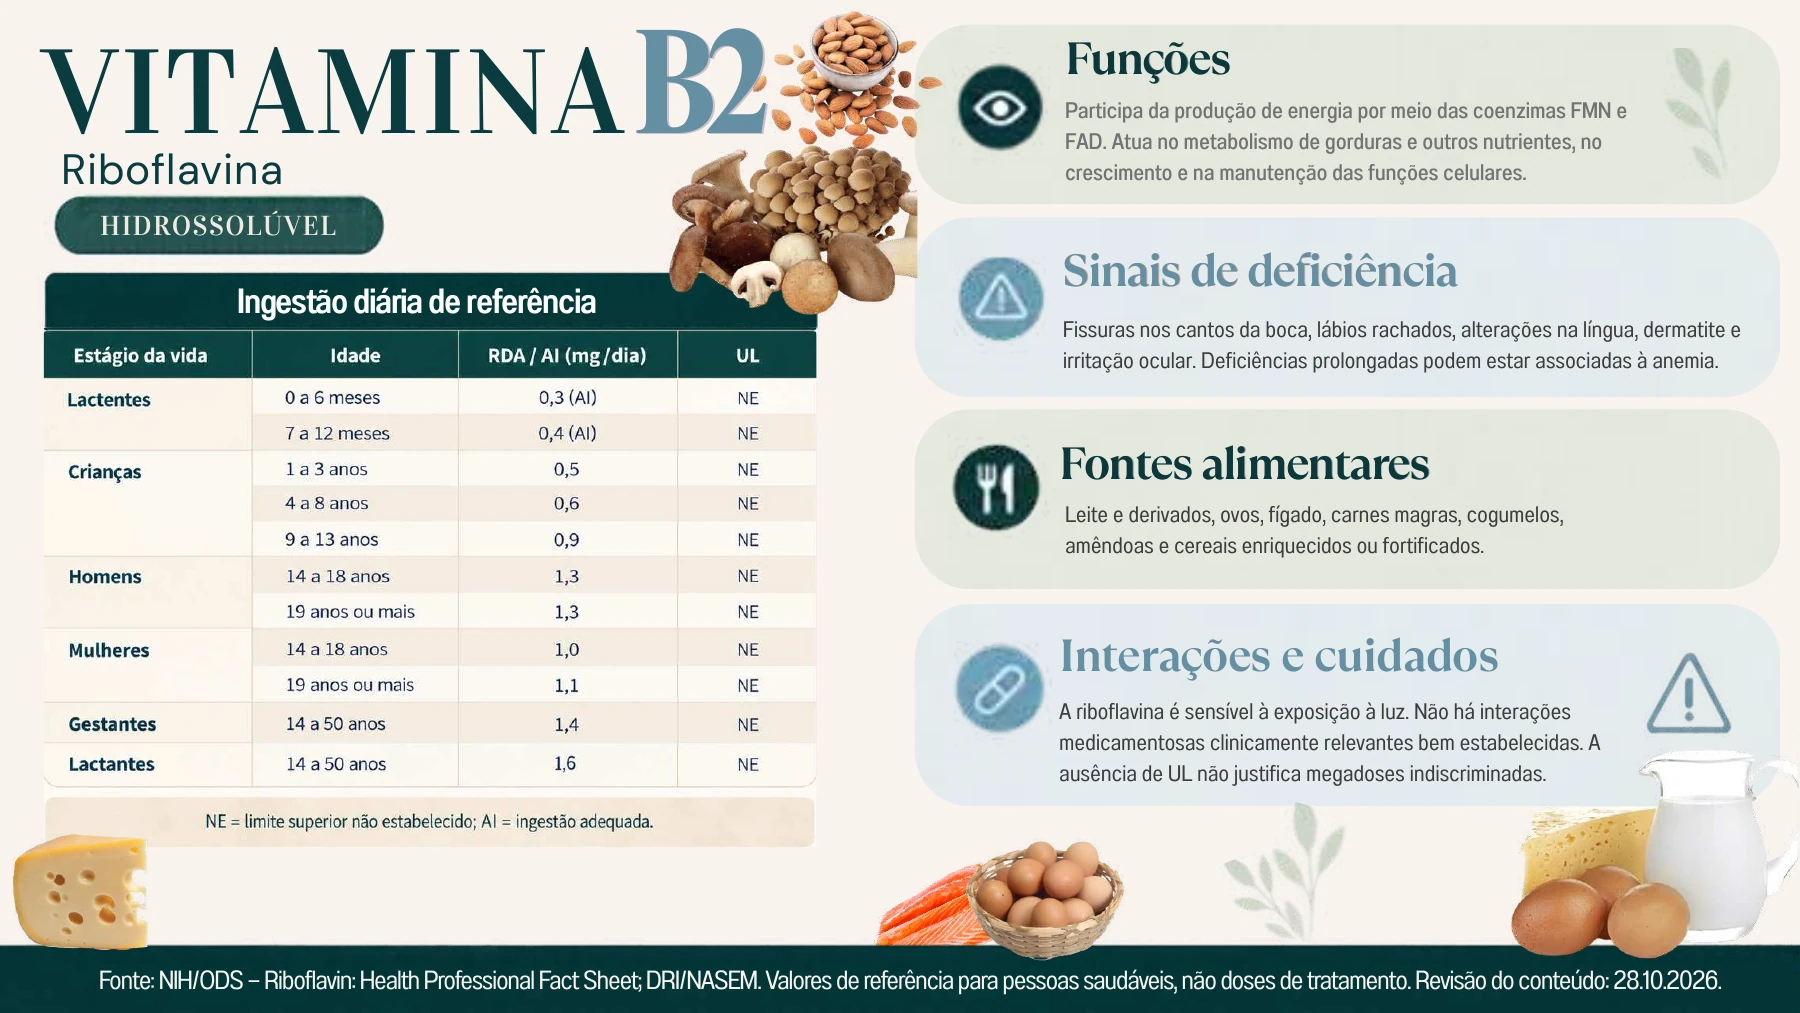 VITAMINA B2
Riboflavina
HIDROSSOLÚVEL
Ingestão diária de referência
Estágio da vida Idade RDA / AI (mg/dia) UL
Lactentes 0 a 6 meses 0,3 (AI) NE
7 a 12 meses 0,4 (AI) NE
Crianças 1 a 3 anos 0,5 NE
4 a 8 anos 0,6 NE
9 a 13 anos 0,9 NE
Homens 14 a 18 anos 1,3 NE
19 anos ou mais 1,3 NE
Mulheres 14 a 18 anos 1,0 NE
19 anos ou mais 1,1 NE
Gestantes 14 a 50 anos 1,4 NE
Lactantes 14 a 50 anos 1,6 NE
NE = limite superior não estabelecido; AI = ingestão adequada.
Funções
Participa da produção de energia por meio das coenzimas FMN e
FAD. Atua no metabolismo de gorduras e outros nutrientes, no
crescimento e na manutenção das funções celulares.
Sinais de deficiência
Fissuras nos cantos da boca, lábios rachados, alterações na língua, dermatite e
irritação ocular. Deficiências prolongadas podem estar associadas à anemia.
Fontes alimentares
Leite e derivados, ovos, fígado, carnes magras, cogumelos,
amêndoas e cereais enriquecidos ou fortificados.
Interações e cuidados
A riboflavina é sensível à exposição à luz. Não há interações
medicamentosas clinicamente relevantes bem estabelecidas. A
ausência de UL não justifica megadoses indiscriminadas.
Fonte: NIH/ODS – Riboflavin: Health Professional Fact Sheet; DRI/NASEM. Valores de referência para pessoas saudáveis, não doses de tratamento. Revisão do conteúdo: 28.10.2026.